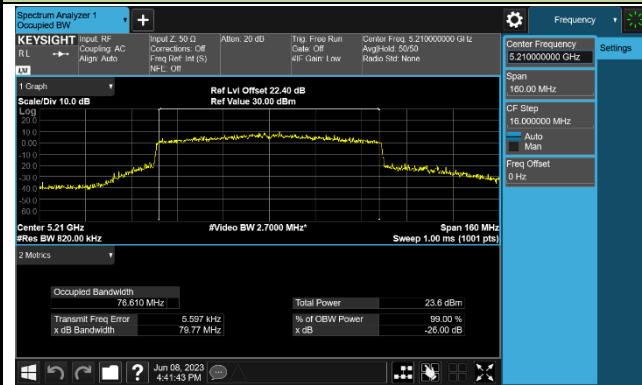 Spectrum Analyzer 1
Occupied BW
Frequency
KEYSIGHT
Input: RF
Coupling: AC
Align: Auto
Input Z: 50 Ω
Corrections: Off
Freq Ref: Int (S)
NFE: Off
Atten: 20 dB
Trig: Free Run
Gate: Off
#IF Gain: Low
Center Freq: 5.210000000 GHz
Avg|Hold: 50/50
Radio Std: None
RL
LXI
Center Frequency
5.210000000 GHz
Settings
Span
160.00 MHz
CF Step
16.000000 MHz
Auto
Man
Freq Offset
0 Hz
1 Graph
Scale/Div 10.0 dB
Ref Lvl Offset 22.40 dB
Ref Value 30.00 dBm
Log
20.0
10.0
0.00
-10.0
-20.0
-30.0
-40.0
-50.0
-60.0
Center 5.21 GHz
#Video BW 2.7000 MHz*
Span 160 MHz
#Res BW 820.00 kHz
Sweep 1.00 ms (1001 pts)
2 Metrics
Occupied Bandwidth
76.610 MHz
Total Power
23.6 dBm
Transmit Freq Error
5.597 kHz
% of OBW Power
99.00 %
x dB Bandwidth
79.77 MHz
x dB
-26.00 dB
Jun 08, 2023
4:41:43 PM